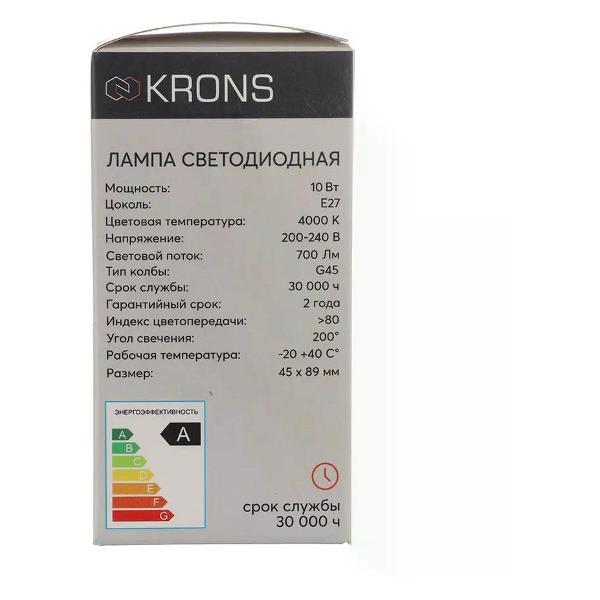 KRONS
ЛАМПА СВЕТОДИОДНАЯ
Мощность: 10 Вт
Цоколь: E27
Цветовая температура: 4000 К
Напряжение: 200-240 В
Световой поток: 700 Лм
Тип колбы: G45
Срок службы: 30 000 ч
Гарантийный срок: 2 года
Индекс цветопередачи: >80
Угол свечения: 200°
Рабочая температура: -20 +40 С°
Размер: 45 х 89 мм
ЭНЕРГОЭФФЕКТИВНОСТЬ
A A
B
C
D
E
F
G
срок службы
30 000 ч